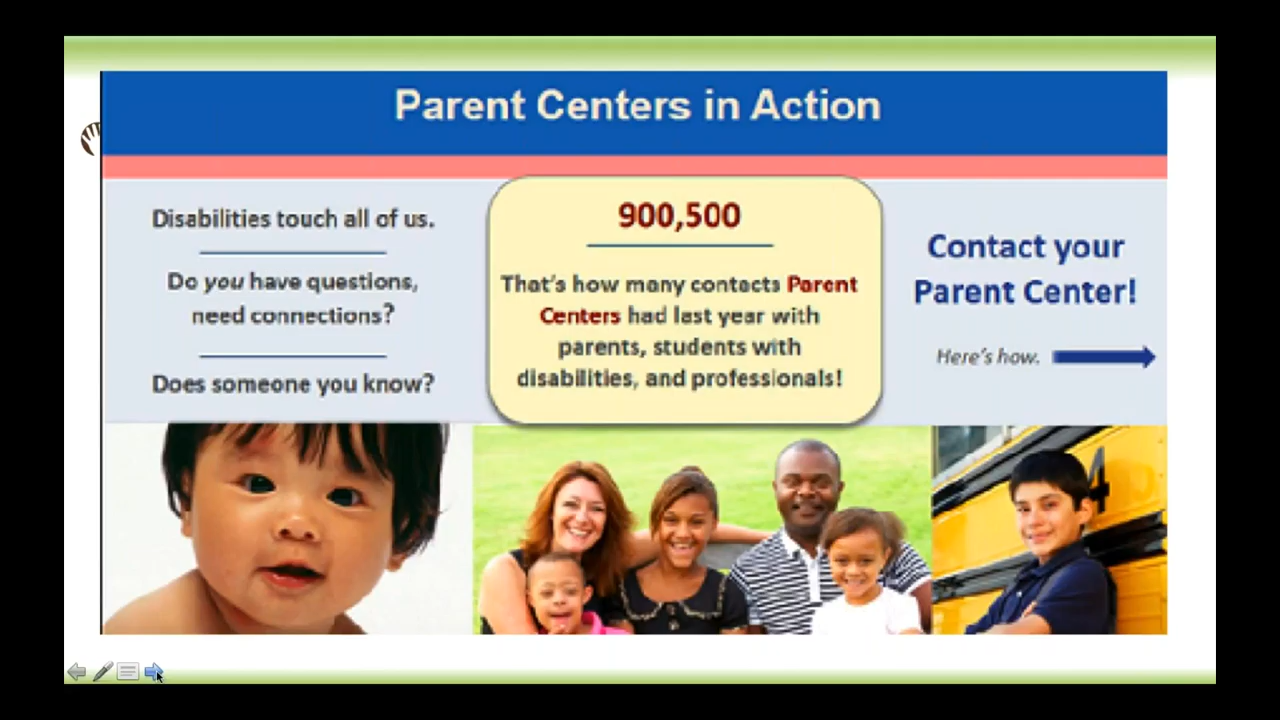 Parent Centers in Action
Disabilities touch all of us.
Do you have questions,
need connections?
Does someone you know?
900,500
That's how many contacts Parent
Centers had last year with
parents, students with
disabilities, and professionals!
Contact your
Parent Center!
Here's how.
4